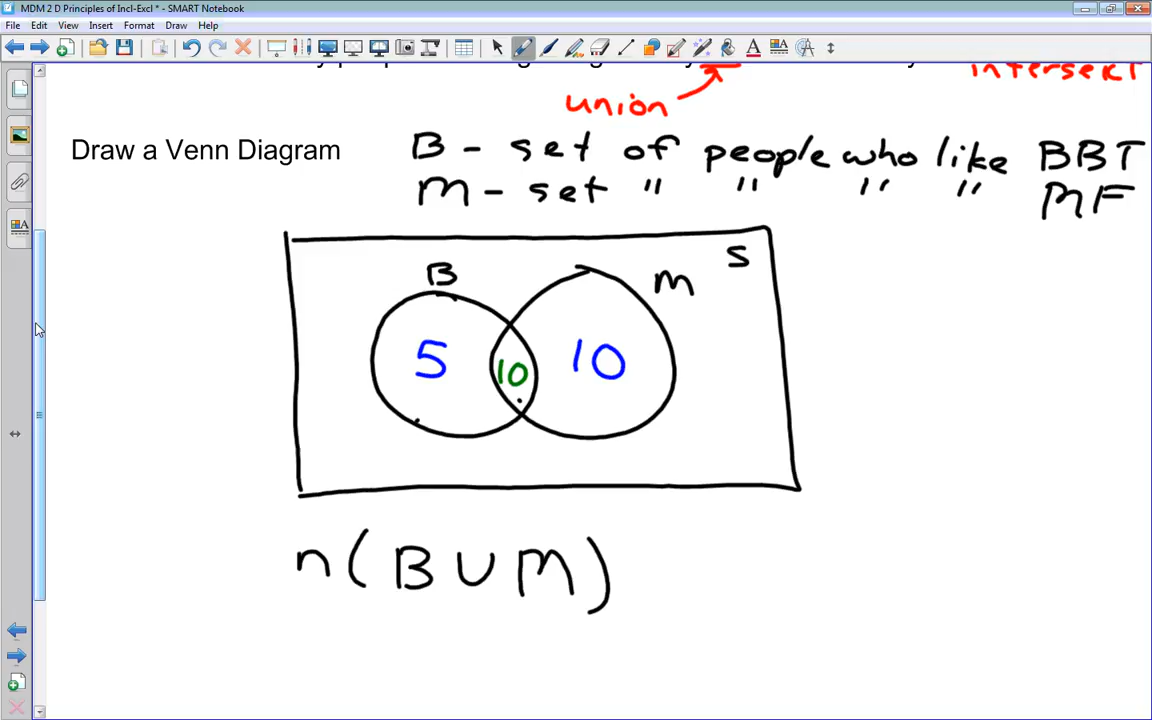 MDM 2 D Principles of Incl-Excl * - SMART Notebook
File Edit View Insert Format Tools Draw Help
intersect
union
Draw a Venn Diagram
B - set of people who like BBT
M - set " " " " MF
S
B
M
5 10 10
n(B∪M)